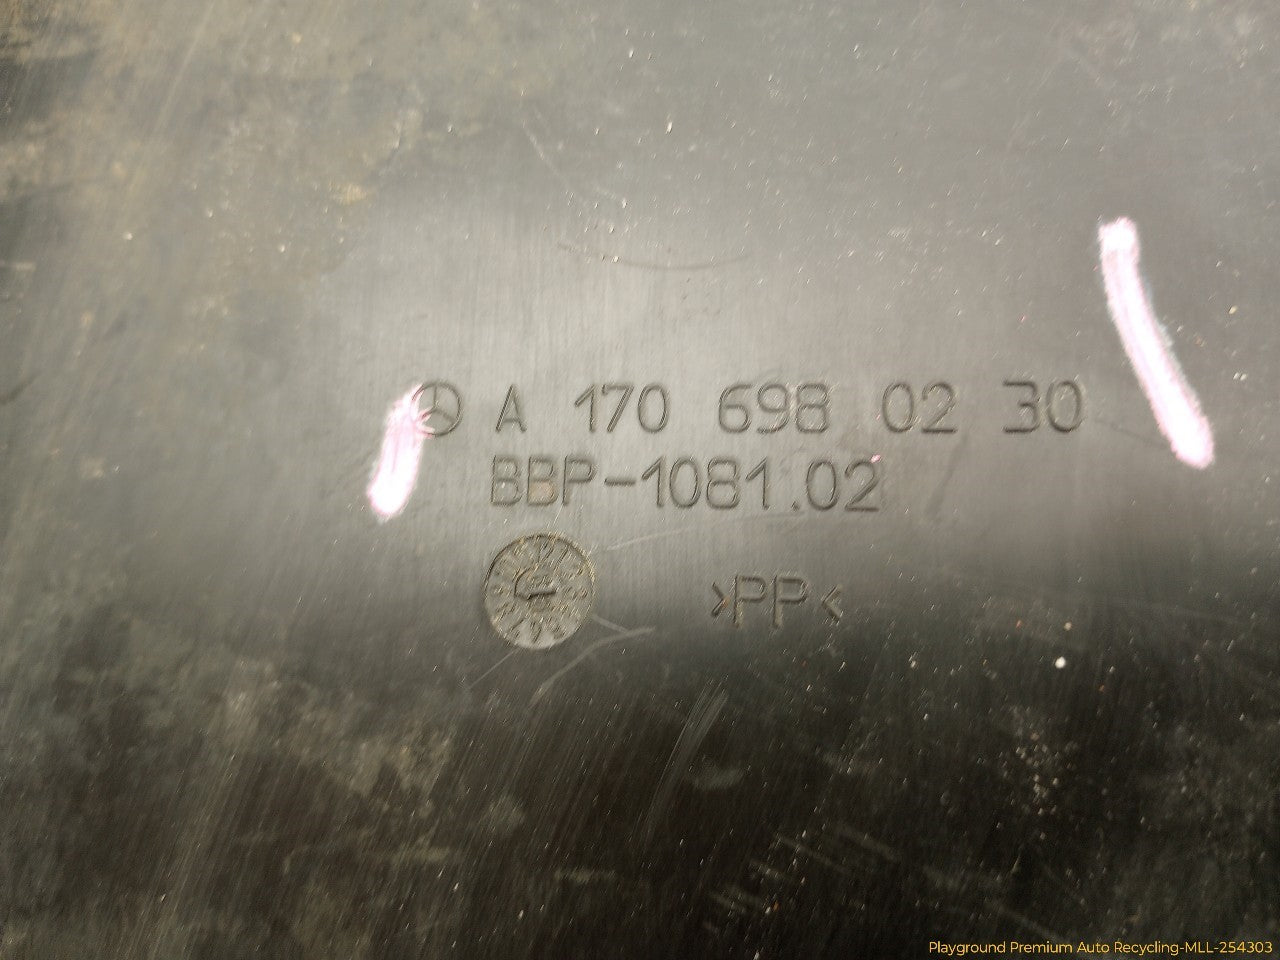 A 170 698 02 30
BBP-1081.02
>PP<
Playground Premium Auto Recycling-MLL-254303